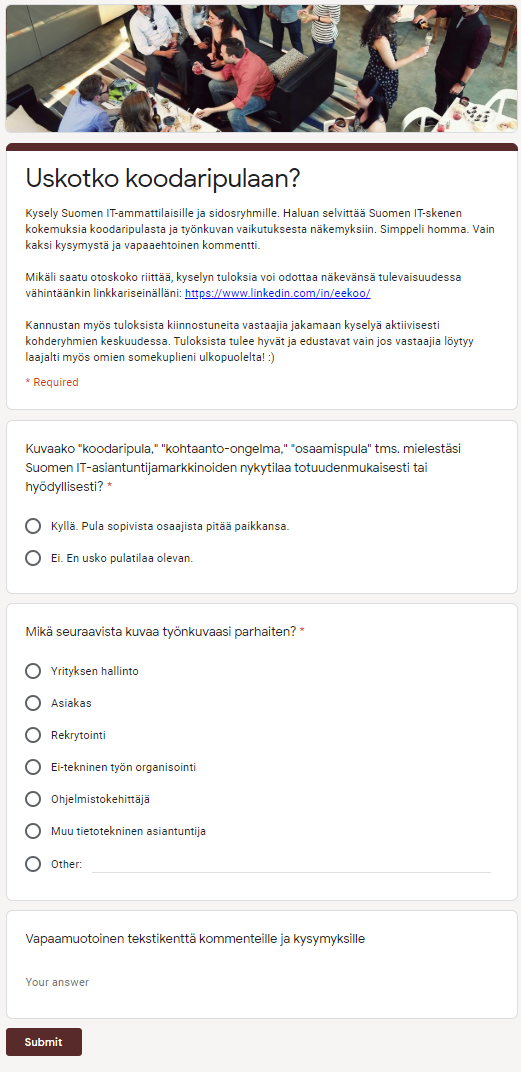 Uskotko koodaripulaan?
Kysely Suomen IT-ammattilaisille ja sidosryhmille. Haluan selvittää Suomen IT-skenen
kokemuksia koodaripulasta ja työnkuvan vaikutuksesta näkemyksiin. Simppeli homma. Vain
kaksi kysymystä ja vapaaehtoinen kommentti.
Mikäli saatu otoskoko riittää, kyselyn tuloksia voi odottaa näkevänsä tulevaisuudessa
vähintäänkin linkkariseinälläni: https://www.linkedin.com/in/eekoo/
Kannustan myös tuloksista kiinnostuneita vastaajia jakamaan kyselyä aktiivisesti
kohderyhmien keskuudessa. Tuloksista tulee hyvät ja edustavat vain jos vastaajia löytyy
laajalti myös omien somekuplieni ulkopuolelta! :)
* Required
Kuvaako "koodaripula," "kohtaanto-ongelma," "osaamispula" tms. mielestäsi
Suomen IT-asiantuntijamarkkinoiden nykytilaa totuudenmukaisesti tai
hyödyllisesti? *
Kyllä. Pula sopivista osaajista pitää paikkansa.
Ei. En usko pulatilaa olevan.
Mikä seuraavista kuvaa työnkuvaasi parhaiten? *
Yrityksen hallinto
Asiakas
Rekrytointi
Ei-tekninen työn organisointi
Ohjelmistokehittäjä
Muu tietotekninen asiantuntija
Other:
Vapaamuotoinen tekstikenttä kommenteille ja kysymyksille
Your answer
Submit